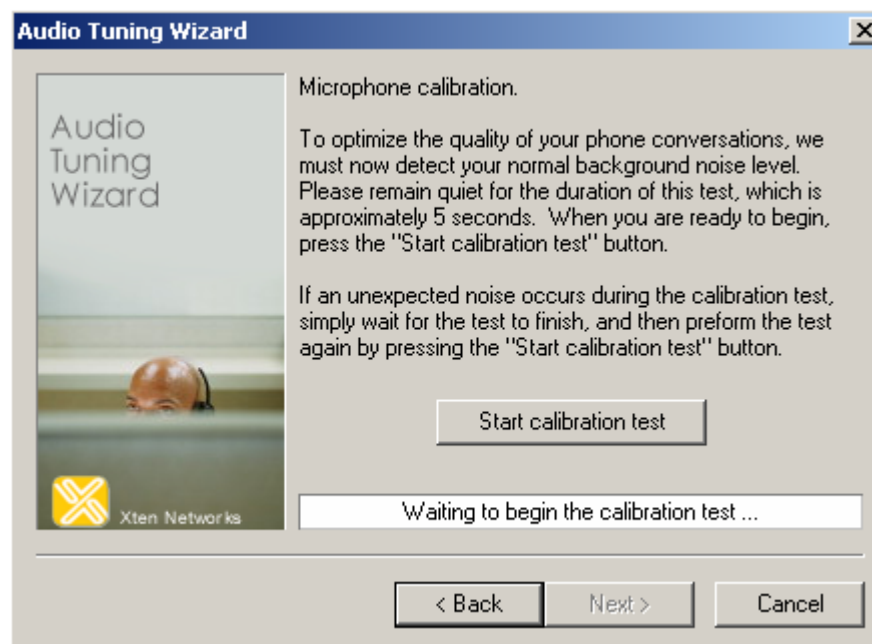 Audio Tuning Wizard
Audio
Tuning
Wizard
Xten Networks
Microphone calibration.
To optimize the quality of your phone conversations, we
must now detect your normal background noise level.
Please remain quiet for the duration of this test, which is
approximately 5 seconds.  When you are ready to begin,
press the "Start calibration test" button.
If an unexpected noise occurs during the calibration test,
simply wait for the test to finish, and then preform the test
again by pressing the "Start calibration test" button.
Start calibration test
Waiting to begin the calibration test ...
< Back
Next >
Cancel